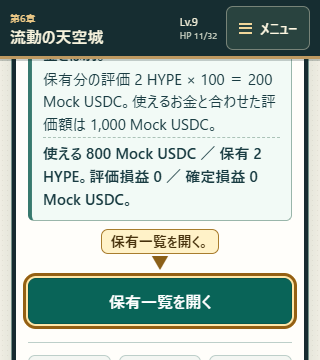 第6章
流動の天空城
Lv.9
HP 11/32
メニュー
保有分の評価 2 HYPE × 100 ＝ 200
Mock USDC。使えるお金と合わせた評
価額は 1,000 Mock USDC。
使える 800 Mock USDC ／ 保有 2
HYPE。評価損益 0 ／ 確定損益 0
Mock USDC。
保有一覧を開く。
保有一覧を開く